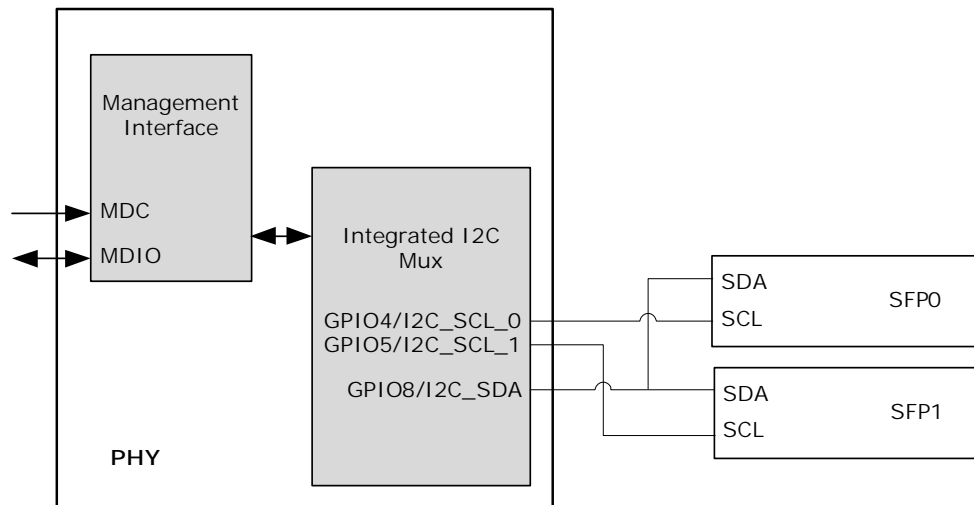 Management
Interface
MDC
MDIO
Integrated I2C
Mux
GPIO4/I2C_SCL_0
GPIO5/I2C_SCL_1
GPIO8/I2C_SDA
PHY
SDA
SFP0
SCL
SDA
SFP1
SCL